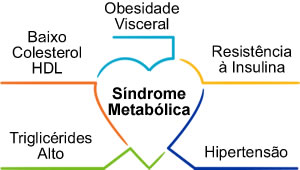 Obesidade
Visceral
Baixo
Colesterol
HDL
Resistência
à Insulina
Síndrome
Metabólica
Triglicérides
Alto
Hipertensão